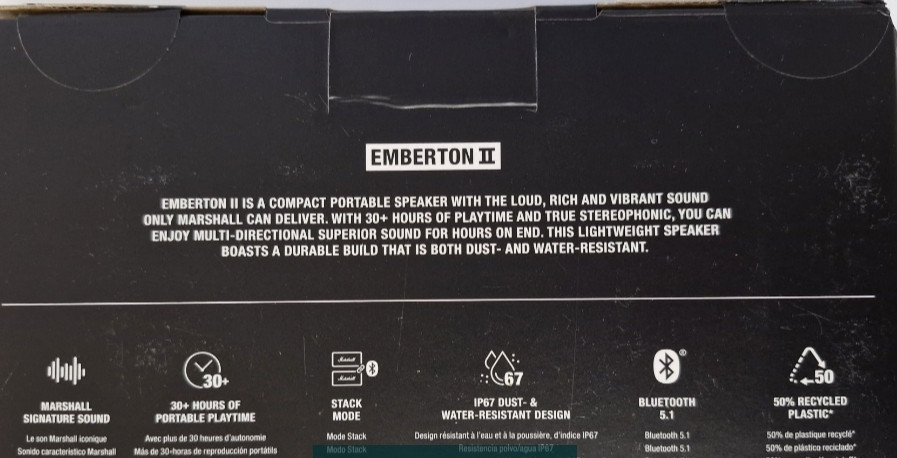 EMBERTON II
EMBERTON II IS A COMPACT PORTABLE SPEAKER WITH THE LOUD, RICH AND VIBRANT SOUND
ONLY MARSHALL CAN DELIVER. WITH 30+ HOURS OF PLAYTIME AND TRUE STEREOPHONIC, YOU CAN
ENJOY MULTI-DIRECTIONAL SUPERIOR SOUND FOR HOURS ON END. THIS LIGHTWEIGHT SPEAKER
BOASTS A DURABLE BUILD THAT IS BOTH DUST- AND WATER-RESISTANT.
30+
Marshall
Marshall
67
®
50
MARSHALL
SIGNATURE SOUND
Le son Marshall iconique
Sonido característico Marshall
30+ HOURS OF
PORTABLE PLAYTIME
Avec plus de 30 heures d'autonomie
Más de 30-horas de reproducción portátils
STACK
MODE
Mode Stack
Modo Stack
IP67 DUST- &
WATER-RESISTANT DESIGN
Design résistant à l'eau et à la poussière, d'indice IP67
Resistencia polvo/agua IP67
BLUETOOTH
5.1
Bluetooth 5.1
Bluetooth 5.1
50% RECYCLED
PLASTIC*
50% de plastique recyclé*
50% de plástico reciclado*